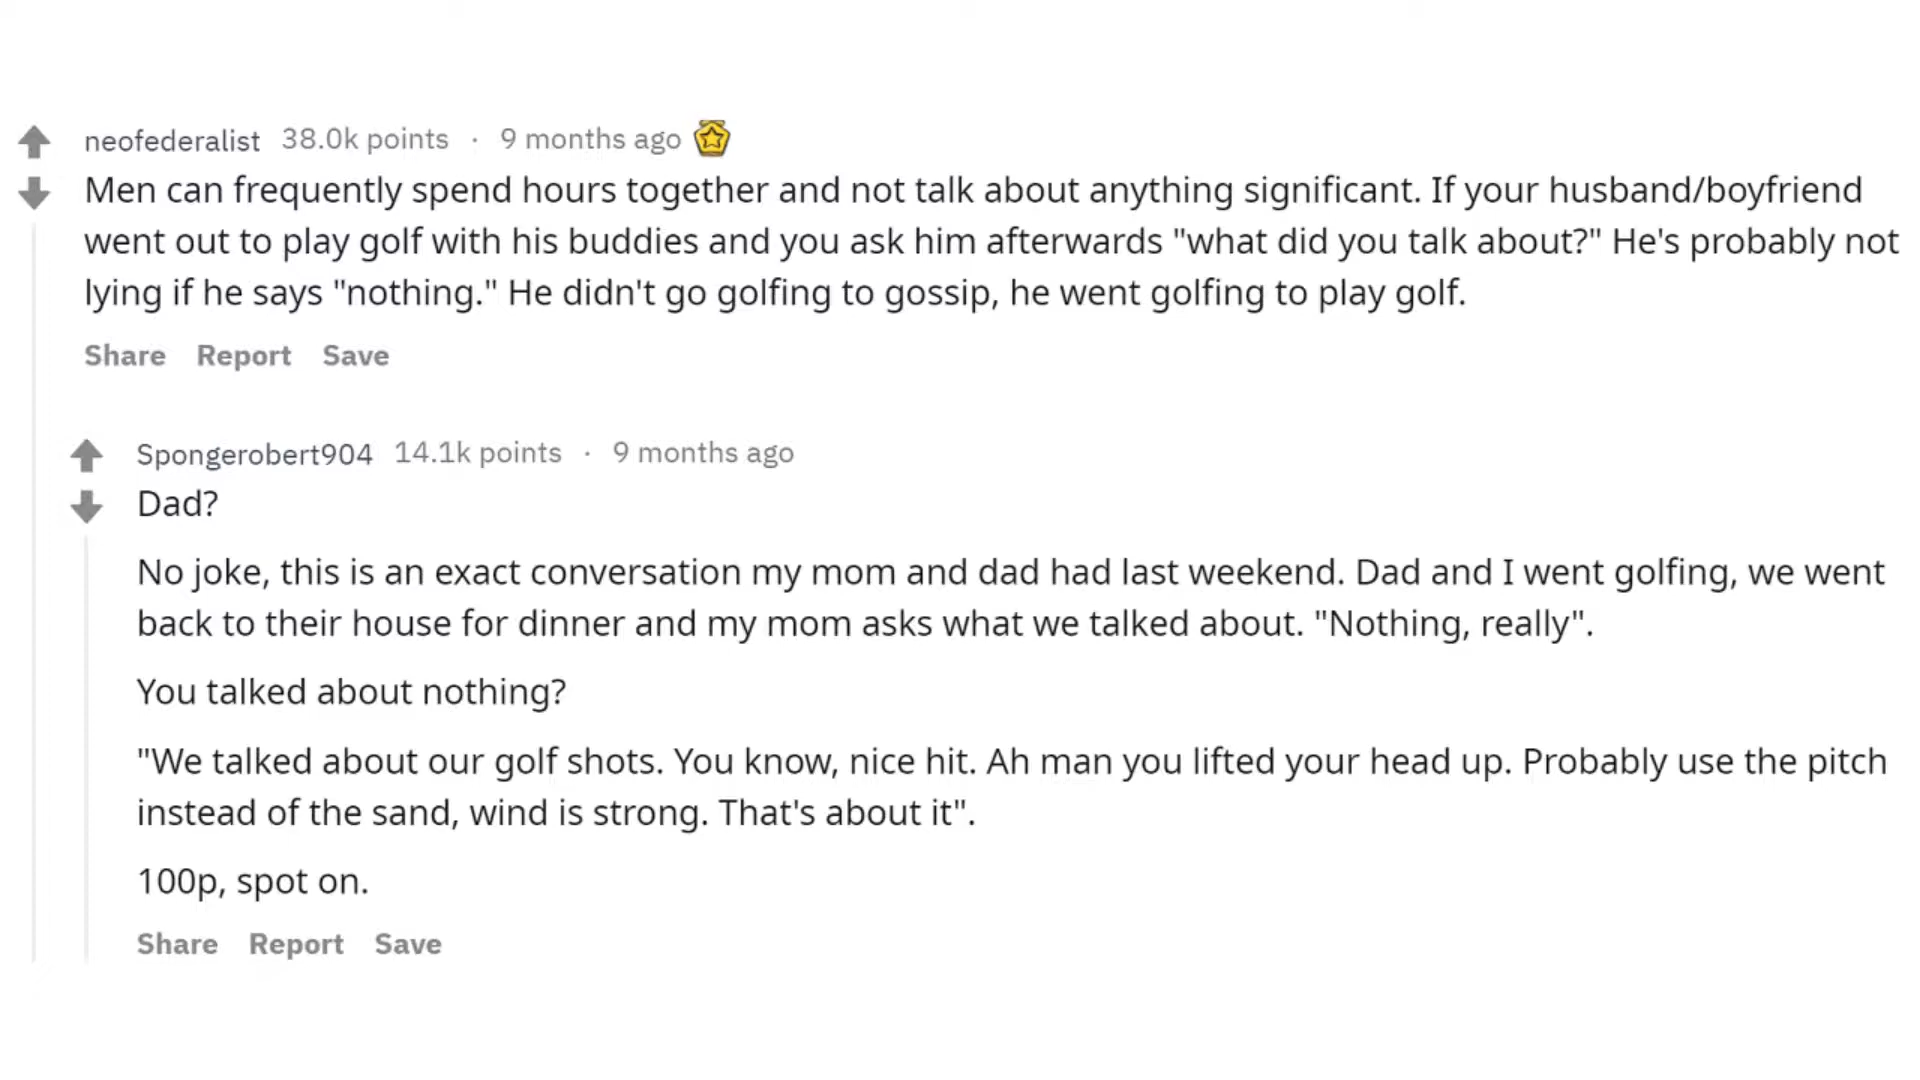 neofederalist 38.0k points · 9 months ago
Men can frequently spend hours together and not talk about anything significant. If your husband/boyfriend
went out to play golf with his buddies and you ask him afterwards "what did you talk about?" He's probably not
lying if he says "nothing." He didn't go golfing to gossip, he went golfing to play golf.
Share Report Save
Spongerobert904 14.1k points · 9 months ago
Dad?
No joke, this is an exact conversation my mom and dad had last weekend. Dad and I went golfing, we went
back to their house for dinner and my mom asks what we talked about. "Nothing, really".
You talked about nothing?
"We talked about our golf shots. You know, nice hit. Ah man you lifted your head up. Probably use the pitch
instead of the sand, wind is strong. That's about it".
100p, spot on.
Share Report Save